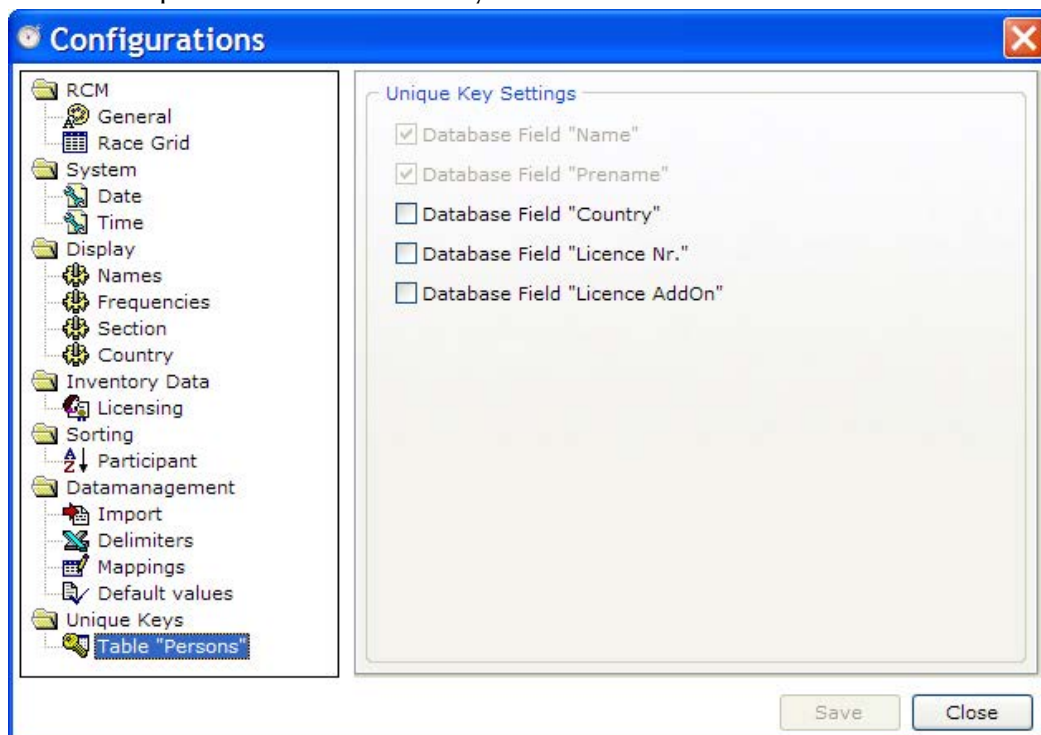 Configurations
RCM
General
Race Grid
System
Date
Time
Display
Names
Frequencies
Section
Country
Inventory Data
Licensing
Sorting
Participant
Datamanagement
Import
Delimiters
Mappings
Default values
Unique Keys
Table "Persons"
Unique Key Settings
Database Field "Name"
Database Field "Prename"
Database Field "Country"
Database Field "Licence Nr."
Database Field "Licence AddOn"
Save
Close